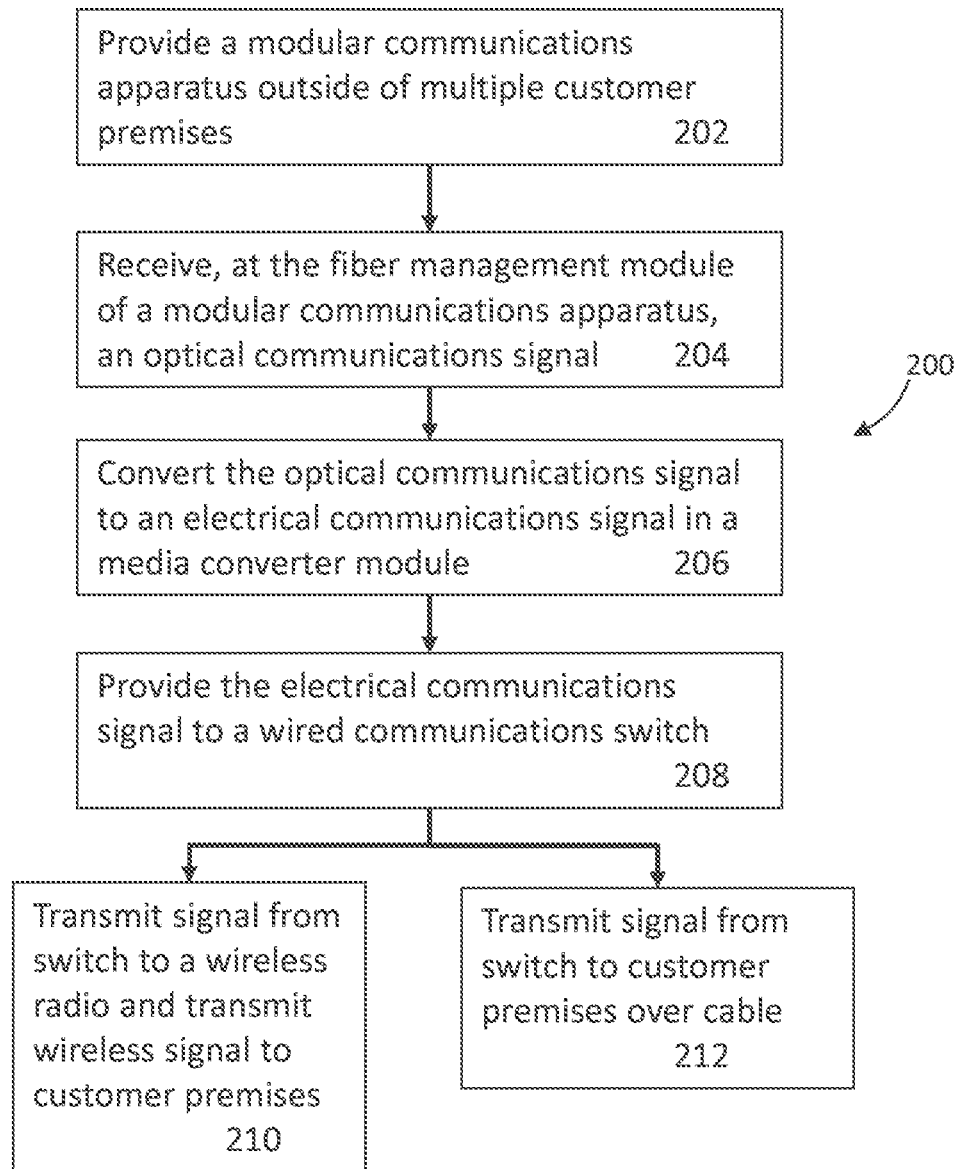 Provide a modular communications
apparatus outside of multiple customer
premises 202
Receive, at the fiber management module
of a modular communications apparatus,
an optical communications signal 204
200
Convert the optical communications signal
to an electrical communications signal in a
media converter module 206
Provide the electrical communications
signal to a wired communications switch
208
Transmit signal from
switch to a wireless
radio and transmit
wireless signal to
customer premises
210
Transmit signal from
switch to customer
premises over cable
212